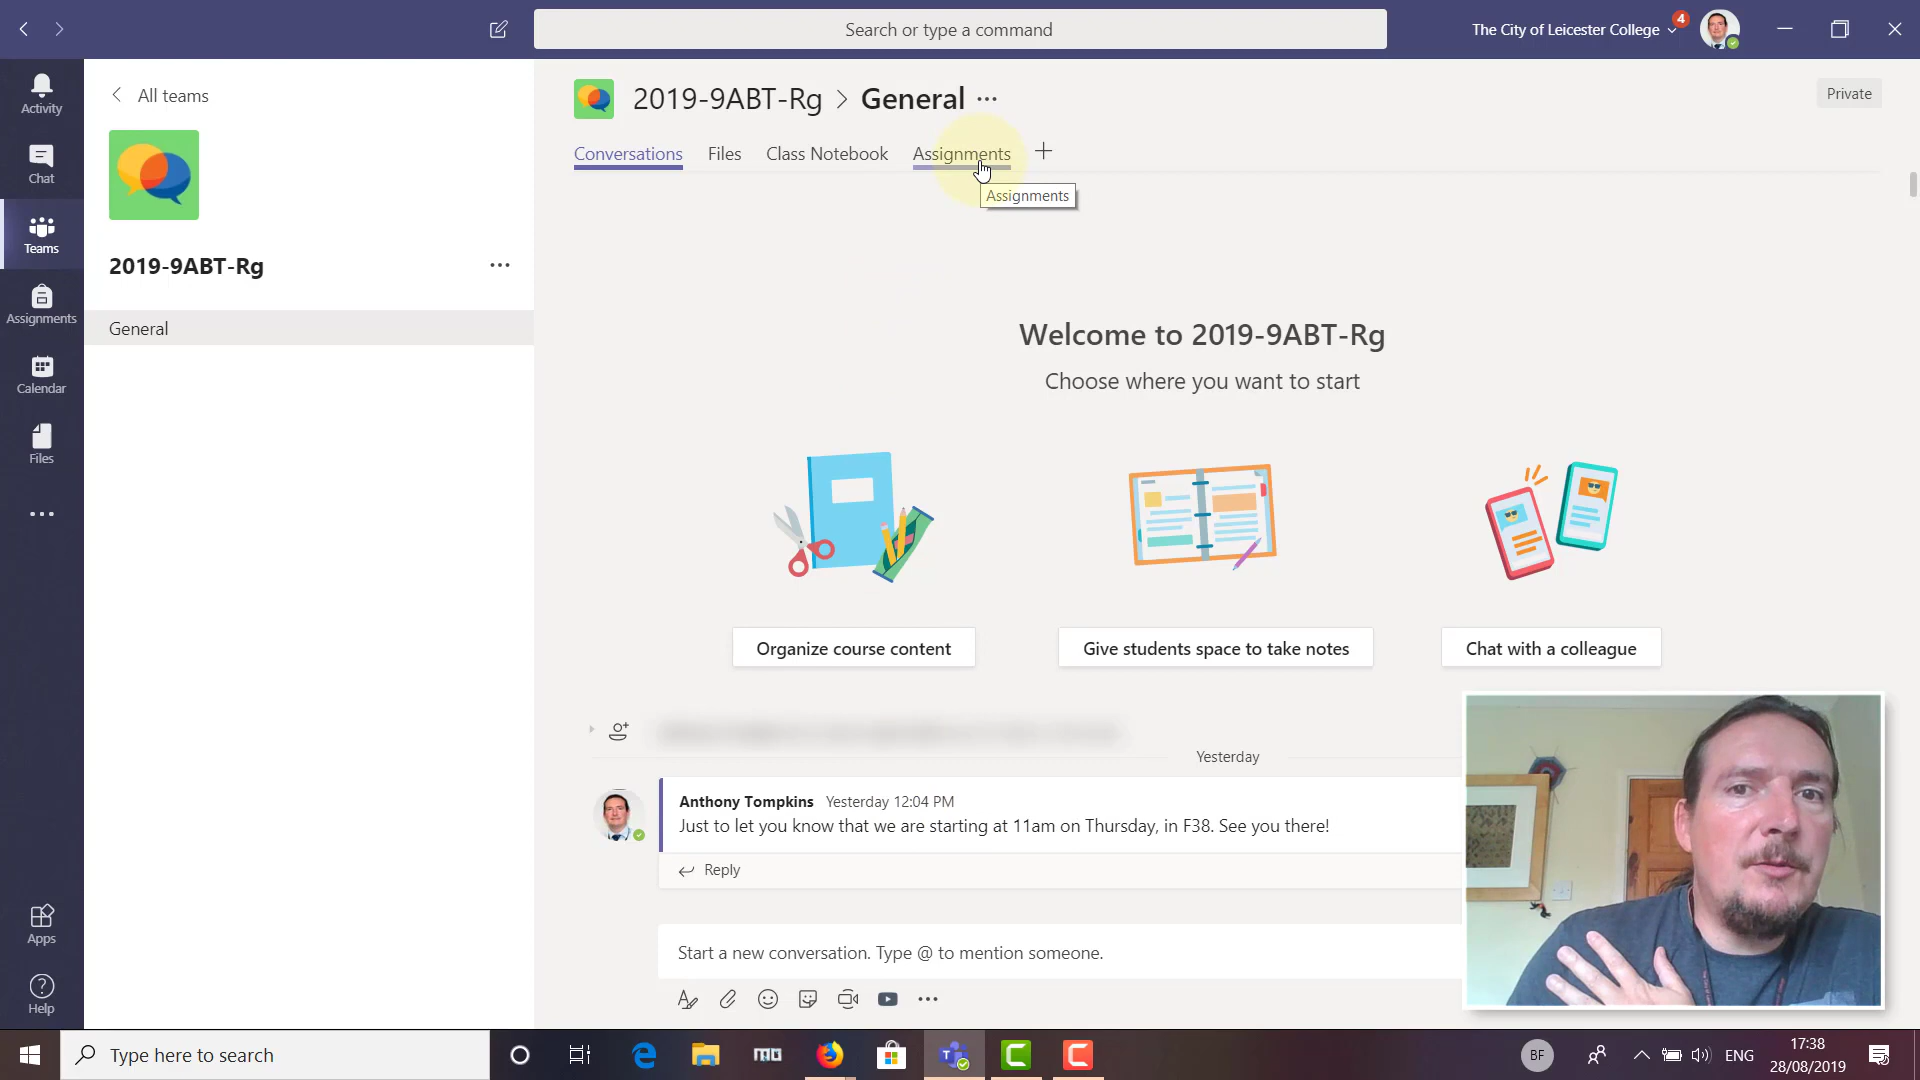 Search or type a command
The City of Leicester College
4
Activity
Chat
Teams
Assignments
Calendar
Files
Apps
Help
All teams
2019-9ABT-Rg
General
2019-9ABT-Rg > General
Private
Conversations
Files
Class Notebook
Assignments
Assignments
Welcome to 2019-9ABT-Rg
Choose where you want to start
Organize course content
Give students space to take notes
Chat with a colleague
Yesterday
Anthony Tompkins Yesterday 12:04 PM
Just to let you know that we are starting at 11am on Thursday, in F38. See you there!
Reply
Start a new conversation. Type @ to mention someone.
Type here to search
BF
ENG
17:38
28/08/2019